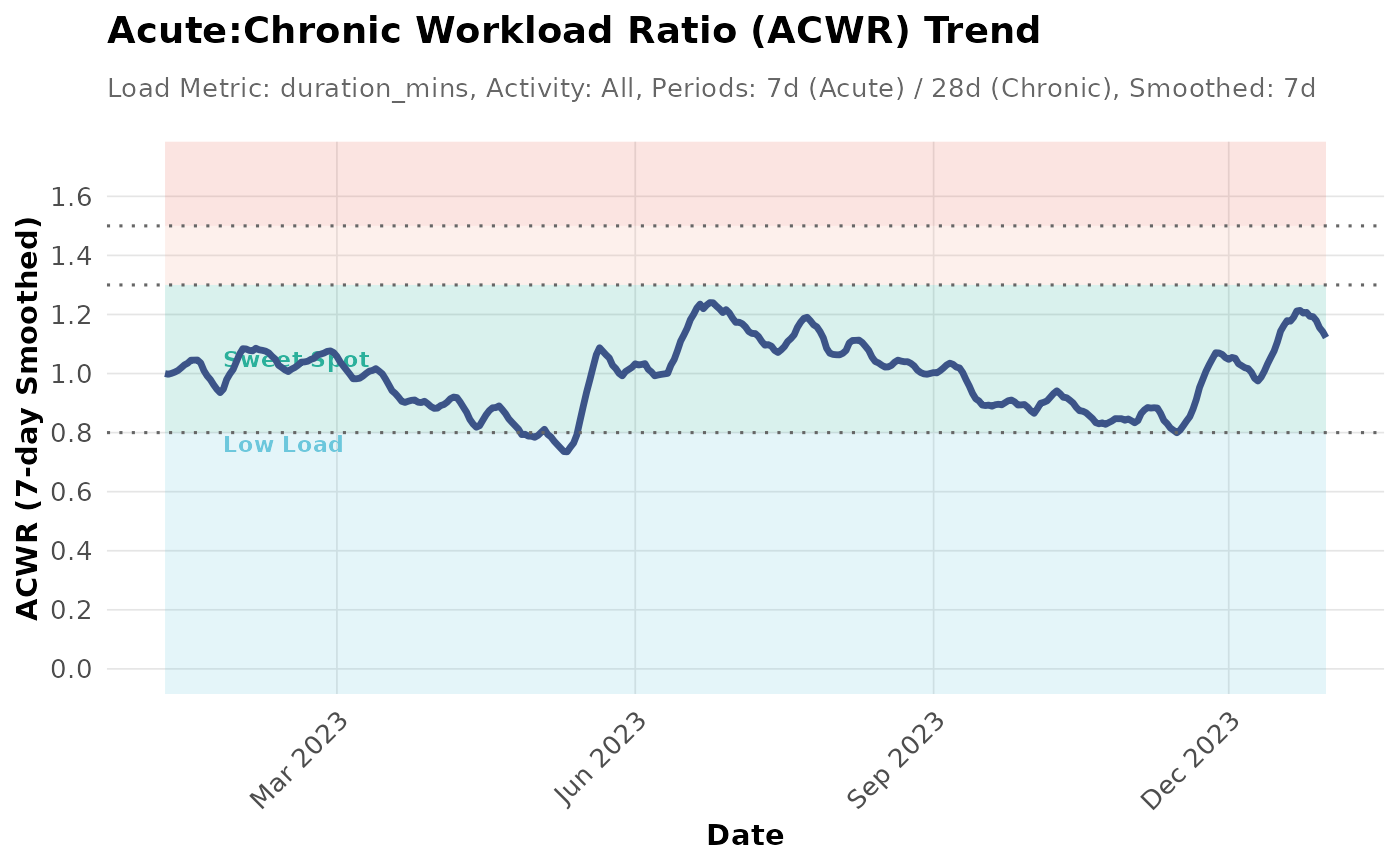 Acute:Chronic Workload Ratio (ACWR) Trend
Load Metric: duration_mins, Activity: All, Periods: 7d (Acute) / 28d (Chronic), Smoothed: 7d
ACWR (7-day Smoothed)
1.6
1.4
1.2
1.0
0.8
0.6
0.4
0.2
0.0
Sweet Spot
Low Load
Mar 2023
Jun 2023
Sep 2023
Dec 2023
Date